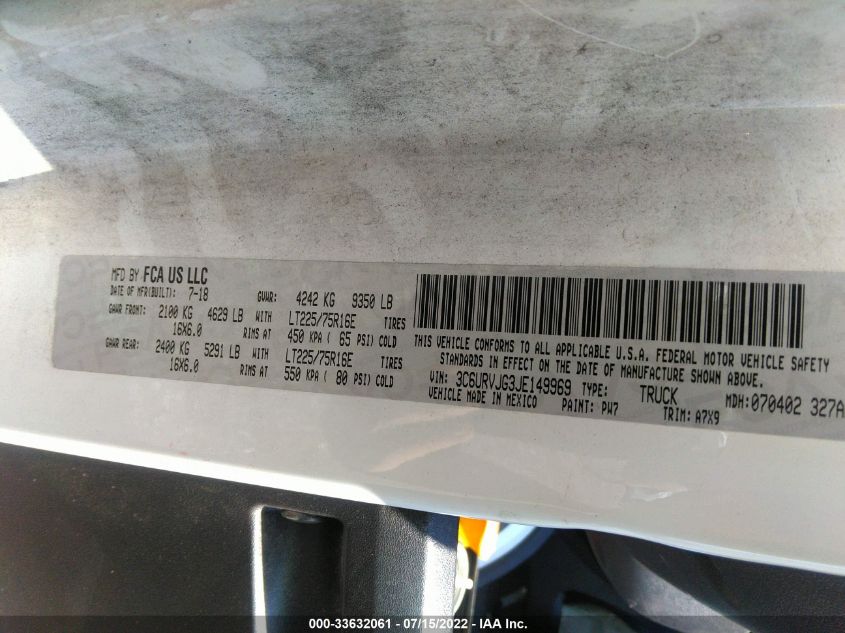 MFD BY FCA US LLC
DATE OF MFR(BUILT): 7-18 GVWR: 4242 KG 9350 LB
GAWR FRONT: 2100 KG 4629 LB WITH LT225/75R16E TIRES
16X6.0 RIMS AT 450 KPA ( 65 PSI) COLD
GAWR REAR: 2400 KG 5291 LB WITH LT225/75R16E TIRES
16X6.0 RIMS AT 550 KPA ( 80 PSI) COLD
THIS VEHICLE CONFORMS TO ALL APPLICABLE U.S.A. FEDERAL MOTOR VEHICLE SAFETY
STANDARDS IN EFFECT ON THE DATE OF MANUFACTURE SHOWN ABOVE.
VIN: 3C6URVJG3JE149969 TYPE: TRUCK MDH:070402 327A
VEHICLE MADE IN MEXICO PAINT: PW7 TRIM: A7X9
000-33632061 - 07/15/2022 - IAA Inc.